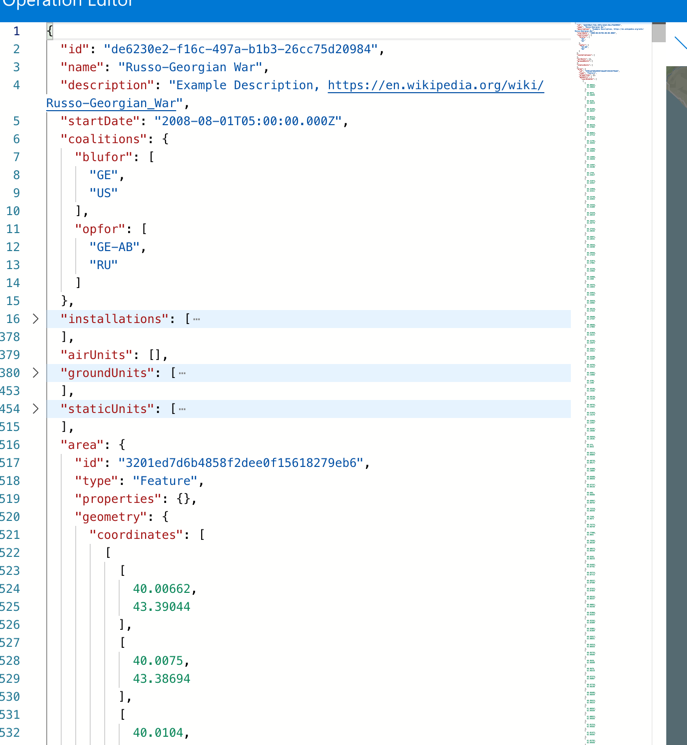 Operation Editor
1 {
2 "id": "de6230e2-f16c-497a-b1b3-26cc75d20984",
3 "name": "Russo-Georgian War",
4 "description": "Example Description, https://en.wikipedia.org/wiki/
Russo-Georgian_War",
5 "startDate": "2008-08-01T05:00:00.000Z",
6 "coalitions": {
7 "blufor": [
8 "GE",
9 "US"
10 ],
11 "opfor": [
12 "GE-AB",
13 "RU"
14 ]
15 },
16 "installations": [⋯
378 ],
379 "airUnits": [],
380 "groundUnits": [⋯
453 ],
454 "staticUnits": [⋯
515 ],
516 "area": {
517 "id": "3201ed7d6b4858f2dee0f15618279eb6",
518 "type": "Feature",
519 "properties": {},
520 "geometry": {
521 "coordinates": [
522 [
523 [
524 40.00662,
525 43.39044
526 ],
527 [
528 40.0075,
529 43.38694
530 ],
531 [
532 40.0104,